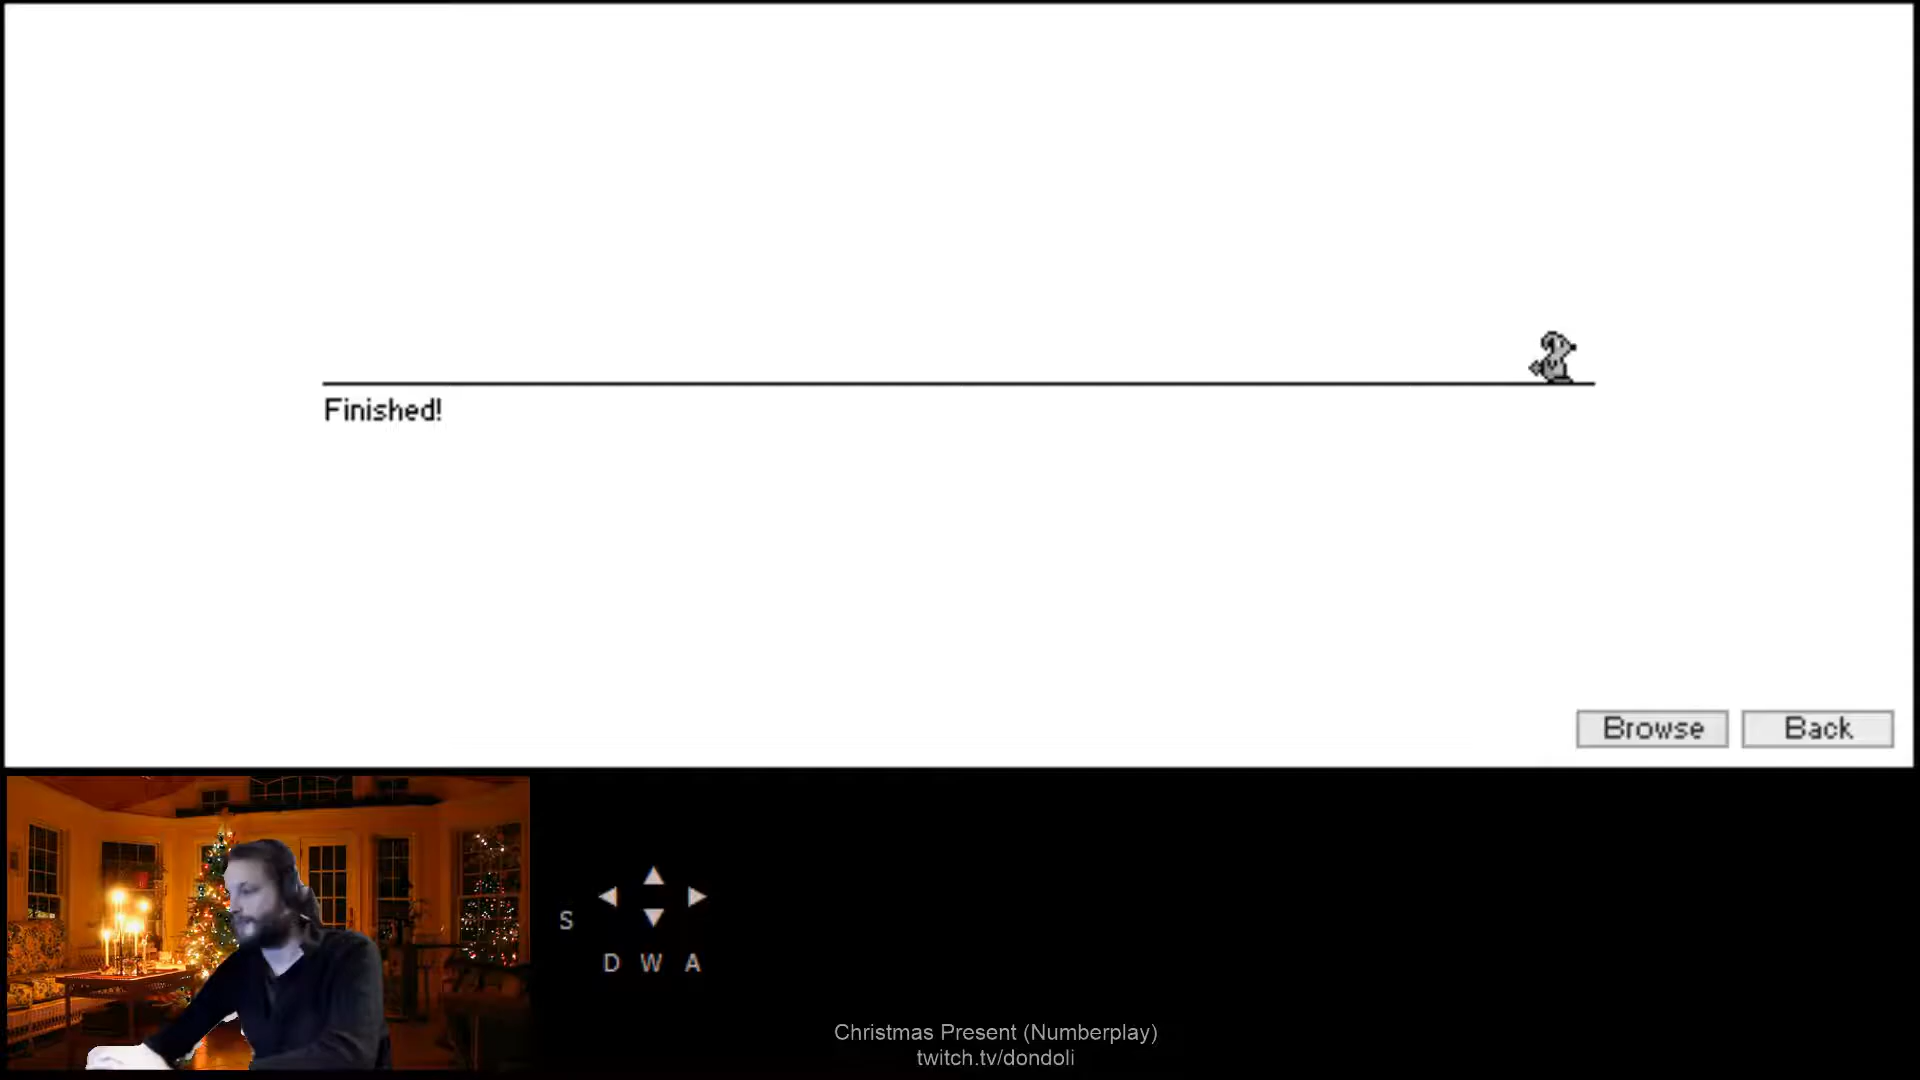 Finished!
Browse
Back
S
D W A
Christmas Present (Numberplay)
twitch.tv/dondoli